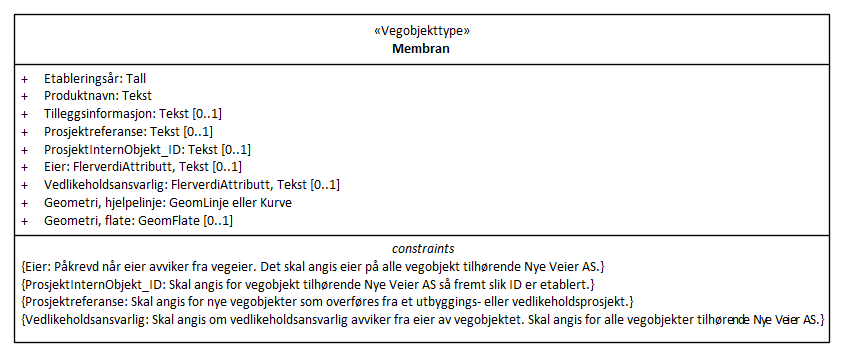 «Vegobjekttype»
Membran
+ Etableringsår: Tall
+ Produktnavn: Tekst
+ Tilleggsinformasjon: Tekst [0..1]
+ Prosjektreferanse: Tekst [0..1]
+ ProsjektInternObjekt_ID: Tekst [0..1]
+ Eier: FlerverdiAttributt, Tekst [0..1]
+ Vedlikeholdsansvarlig: FlerverdiAttributt, Tekst [0..1]
+ Geometri, hjelpelinje: GeomLinje eller Kurve
+ Geometri, flate: GeomFlate [0..1]
constraints
{Eier: Påkrevd når eier avviker fra vegeier. Det skal angis eier på alle vegobjekt tilhørende Nye Veier AS.}
{ProsjektInternObjekt_ID: Skal angis for vegobjekt tilhørende Nye Veier AS så fremt slik ID er etablert.}
{Prosjektreferanse: Skal angis for nye vegobjekter som overføres fra et utbyggings- eller vedlikeholdsprosjekt.}
{Vedlikeholdsansvarlig: Skal angis om vedlikeholdsansvarlig avviker fra eier av vegobjektet. Skal angis for alle vegobjekter tilhørende Nye Veier AS.}